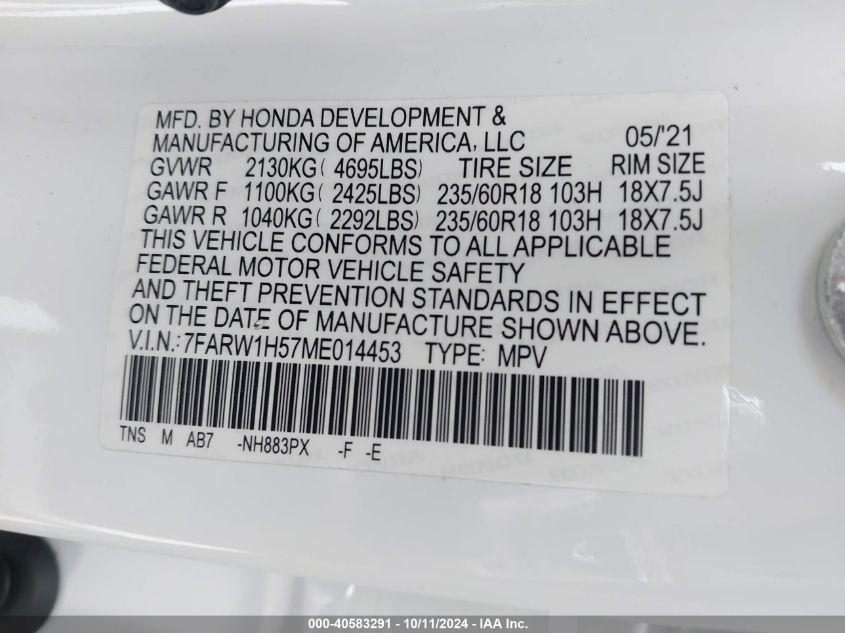 MFD. BY HONDA DEVELOPMENT &
MANUFACTURING OF AMERICA, LLC 05/'21
GVWR 2130KG( 4695LBS) TIRE SIZE RIM SIZE
GAWR F 1100KG( 2425LBS) 235/60R18 103H 18X7.5J
GAWR R 1040KG( 2292LBS) 235/60R18 103H 18X7.5J
THIS VEHICLE CONFORMS TO ALL APPLICABLE
FEDERAL MOTOR VEHICLE SAFETY
AND THEFT PREVENTION STANDARDS IN EFFECT
ON THE DATE OF MANUFACTURE SHOWN ABOVE.
V.I.N.:7FARW1H57ME014453 TYPE: MPV
TNS M AB7 -NH883PX -F -E
000-40583291 - 10/11/2024 - IAA Inc.